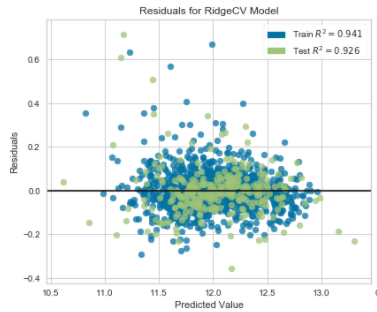 Residuals for RidgeCV Model
Train R² = 0.941
Test R² = 0.926
Residuals
0.6
0.4
0.2
0.0
−0.2
−0.4
10.5 11.0 11.5 12.0 12.5 13.0
Predicted Value